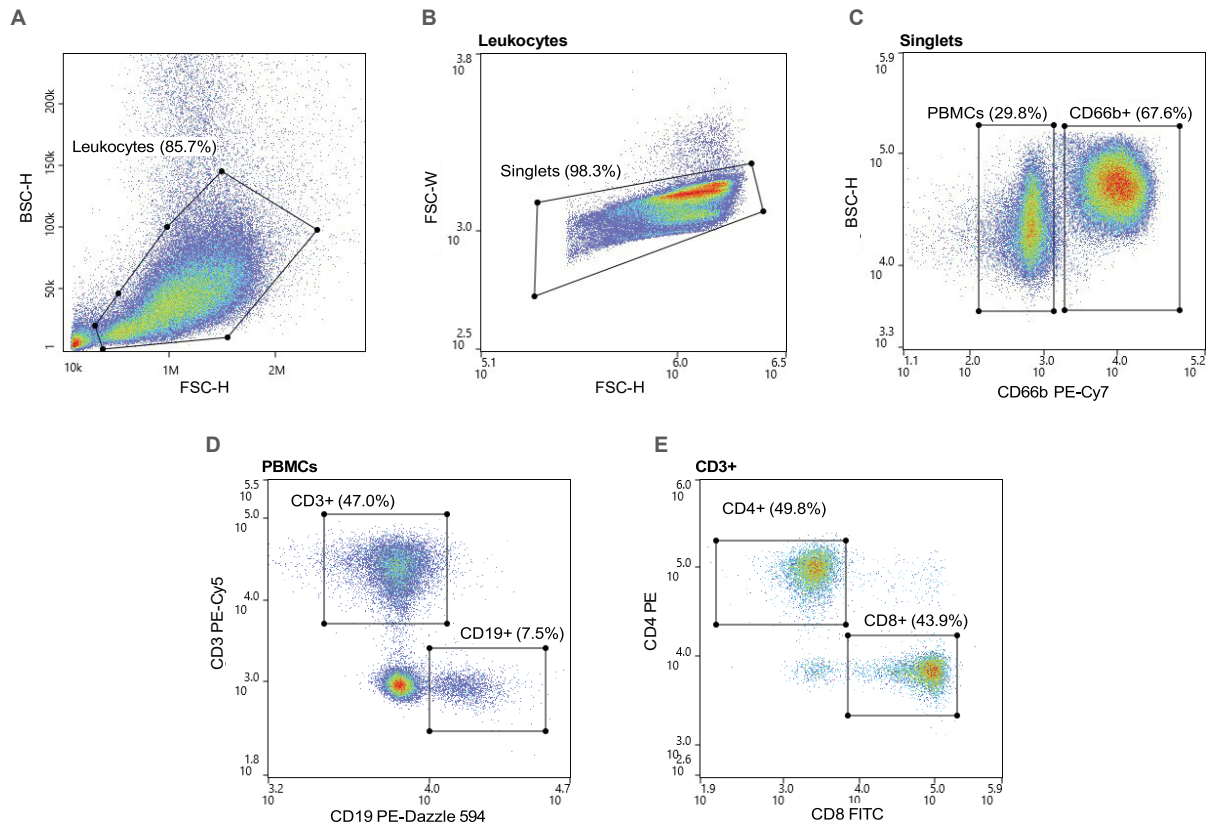 A
B
C
Leukocytes
Singlets
200k
150k
100k
50k
1
BSC-H
Leukocytes (85.7%)
10k
1M
2M
FSC-H
10 3.8
10 3.0
10 2.5
FSC-W
Singlets (98.3%)
10 5.1
10 6.0
10 6.5
FSC-H
10 5.9
10 5.0
10 4.0
10 3.3
BSC-H
PBMCs (29.8%)
CD66b+ (67.6%)
10 1.1
10 2.0
10 3.0
10 4.0
10 5.2
CD66b PE-Cy7
D
E
PBMCs
CD3+
10 5.5
10 5.0
10 4.0
10 3.0
10 1.8
CD3 PE-Cy5
CD3+ (47.0%)
CD19+ (7.5%)
10 3.2
10 4.0
10 4.7
CD19 PE-Dazzle 594
10 6.0
10 5.0
10 4.0
10 3.0
10 2.6
CD4 PE
CD4+ (49.8%)
CD8+ (43.9%)
10 1.9
10 3.0
10 4.0
10 5.0
10 5.9
CD8 FITC